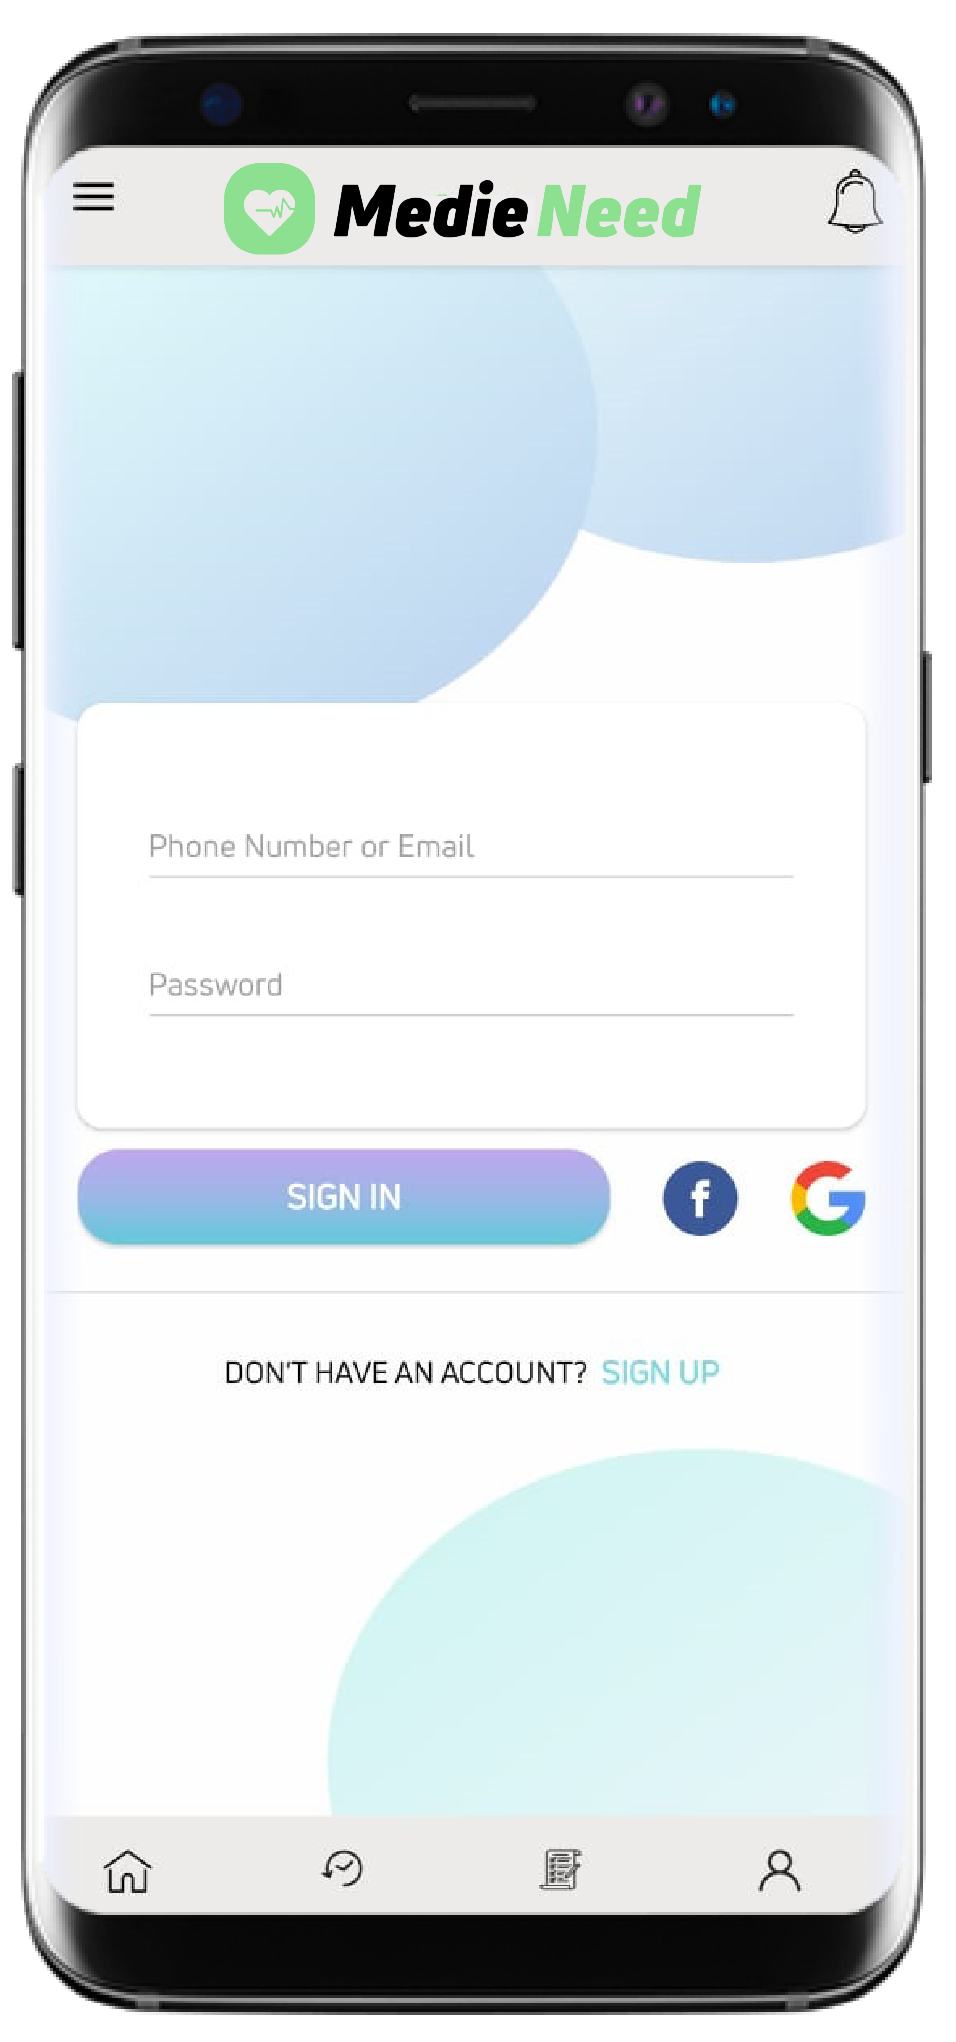 Medie Need
Phone Number or Email
Password
SIGN IN
f
G
DON'T HAVE AN ACCOUNT? SIGN UP